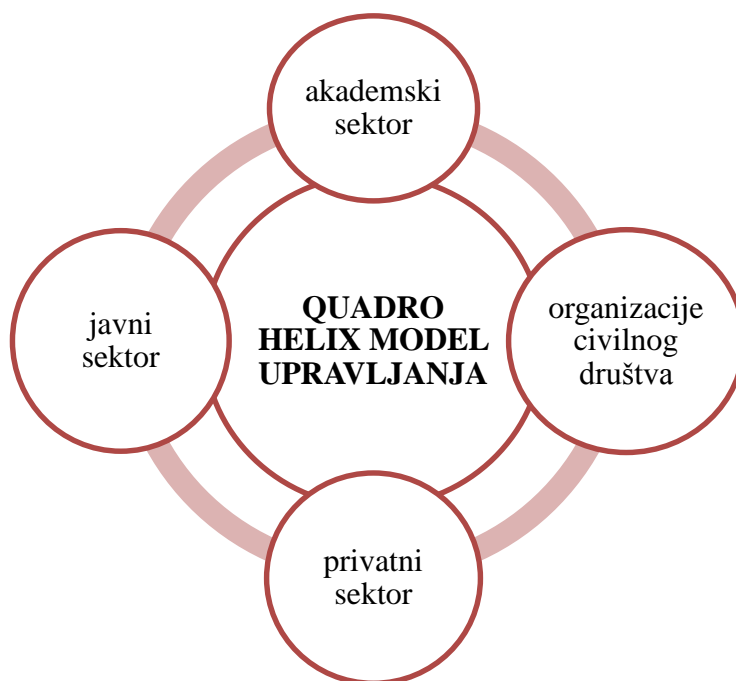 akademski
sektor
javni
sektor
QUADRO
HELIX MODEL
UPRAVLJANJA
organizacije
civilnog
društva
privatni
sektor